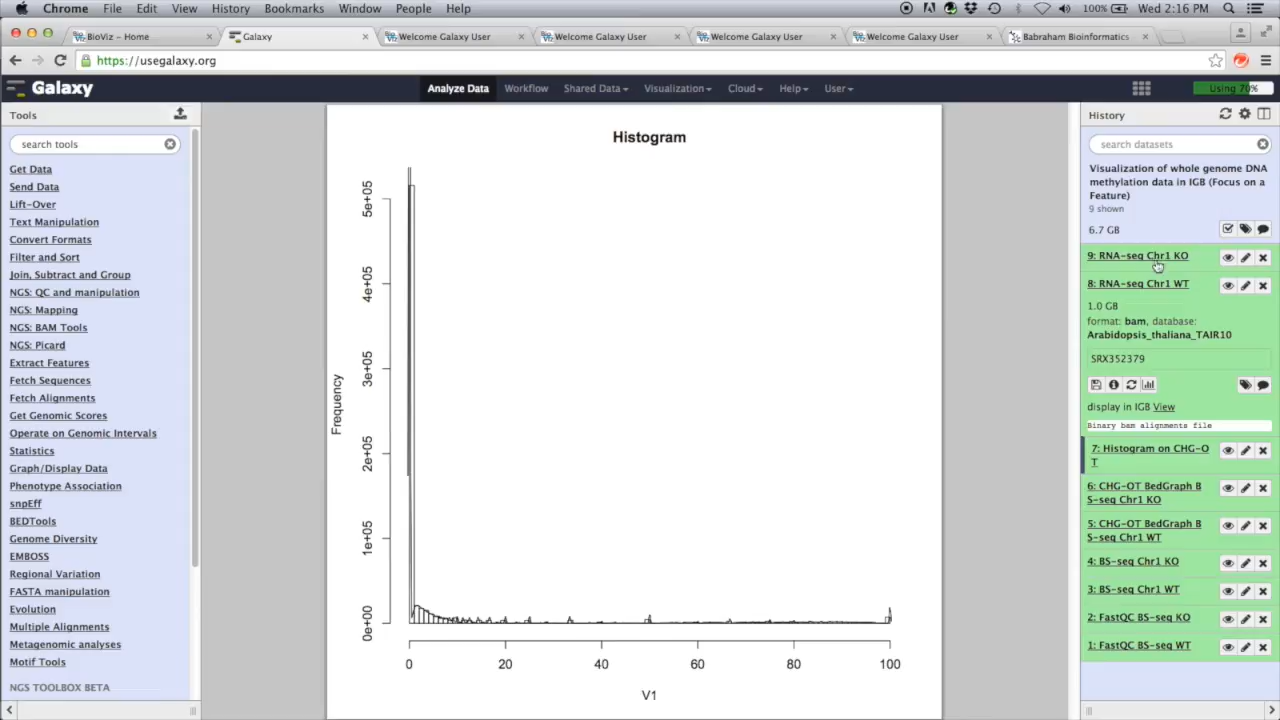 Chrome File Edit View History Bookmarks Window People Help 100% Wed 2:16 PM
BioViz - Home Galaxy Welcome Galaxy User Welcome Galaxy User Welcome Galaxy User Welcome Galaxy User Babraham Bioinformatics
https://usegalaxy.org
Galaxy Analyze Data Workflow Shared Data Visualization Cloud Help User Using 70%
Tools
search tools
Get Data
Send Data
Lift-Over
Text Manipulation
Convert Formats
Filter and Sort
Join, Subtract and Group
NGS: QC and manipulation
NGS: Mapping
NGS: BAM Tools
NGS: Picard
Extract Features
Fetch Sequences
Fetch Alignments
Get Genomic Scores
Operate on Genomic Intervals
Statistics
Graph/Display Data
Phenotype Association
snpEff
BEDTools
Genome Diversity
EMBOSS
Regional Variation
FASTA manipulation
Evolution
Multiple Alignments
Metagenomic analyses
Motif Tools
NGS TOOLBOX BETA
Histogram
Frequency
5e+05
4e+05
3e+05
2e+05
1e+05
0e+00
0 20 40 60 80 100
V1
History
search datasets
Visualization of whole genome DNA
methylation data in IGB (Focus on a
Feature)
9 shown
6.7 GB
9: RNA-seq Chr1 KO
8: RNA-seq Chr1 WT
1.0 GB
format: bam, database:
Arabidopsis_thaliana_TAIR10
SRX352379
display in IGB View
Binary bam alignments file
7: Histogram on CHG-O
T
6: CHG-OT BedGraph B
S-seq Chr1 KO
5: CHG-OT BedGraph B
S-seq Chr1 WT
4: BS-seq Chr1 KO
3: BS-seq Chr1 WT
2: FastQC BS-seq KO
1: FastQC BS-seq WT